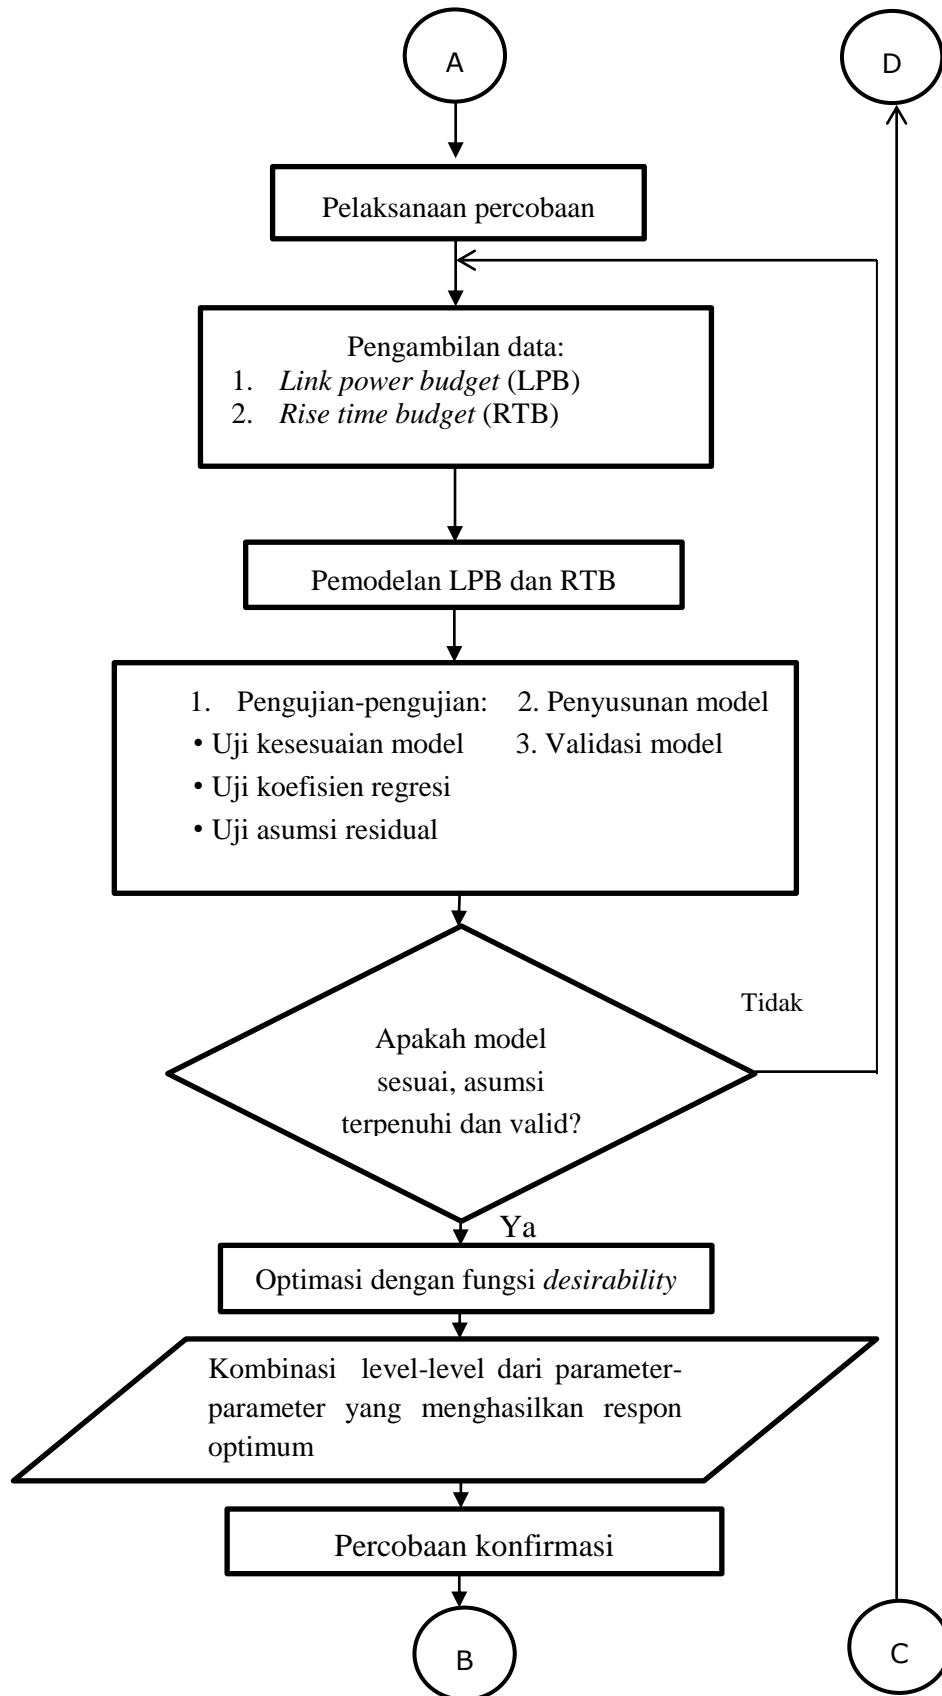 A
D
Pelaksanaan percobaan
Pengambilan data:
1. Link power budget (LPB)
2. Rise time budget (RTB)
Pemodelan LPB dan RTB
1. Pengujian-pengujian: 2. Penyusunan model
• Uji kesesuaian model 3. Validasi model
• Uji koefisien regresi
• Uji asumsi residual
Tidak
Apakah model
sesuai, asumsi
terpenuhi dan valid?
Ya
Optimasi dengan fungsi desirability
Kombinasi level-level dari parameter-
parameter yang menghasilkan respon
optimum
Percobaan konfirmasi
B
C